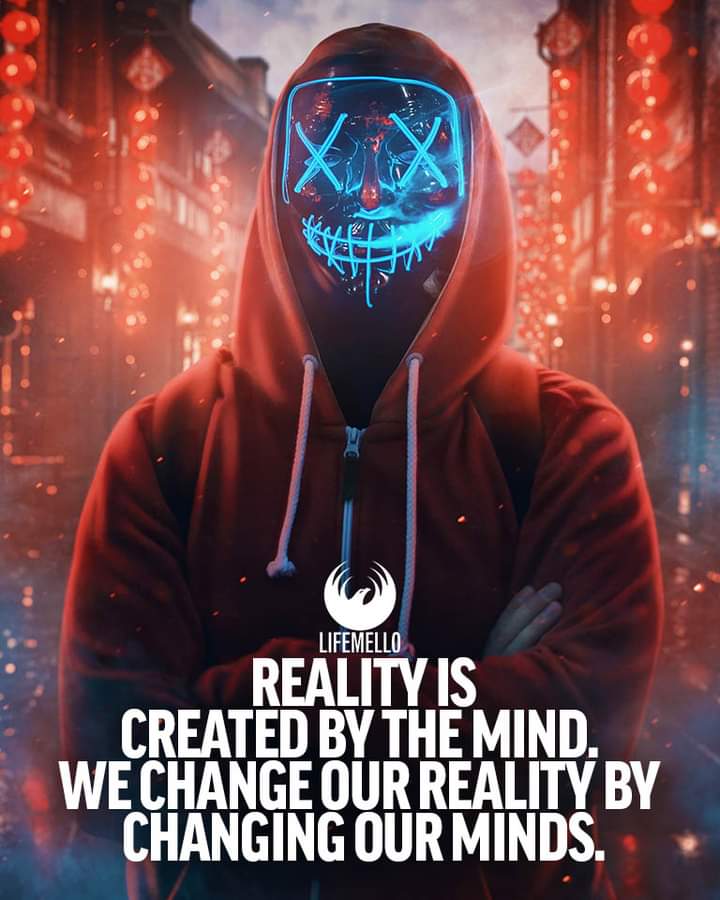 LIFEMELLO
REALITY IS
CREATED BY THE MIND.
WE CHANGE OUR REALITY BY
CHANGING OUR MINDS.